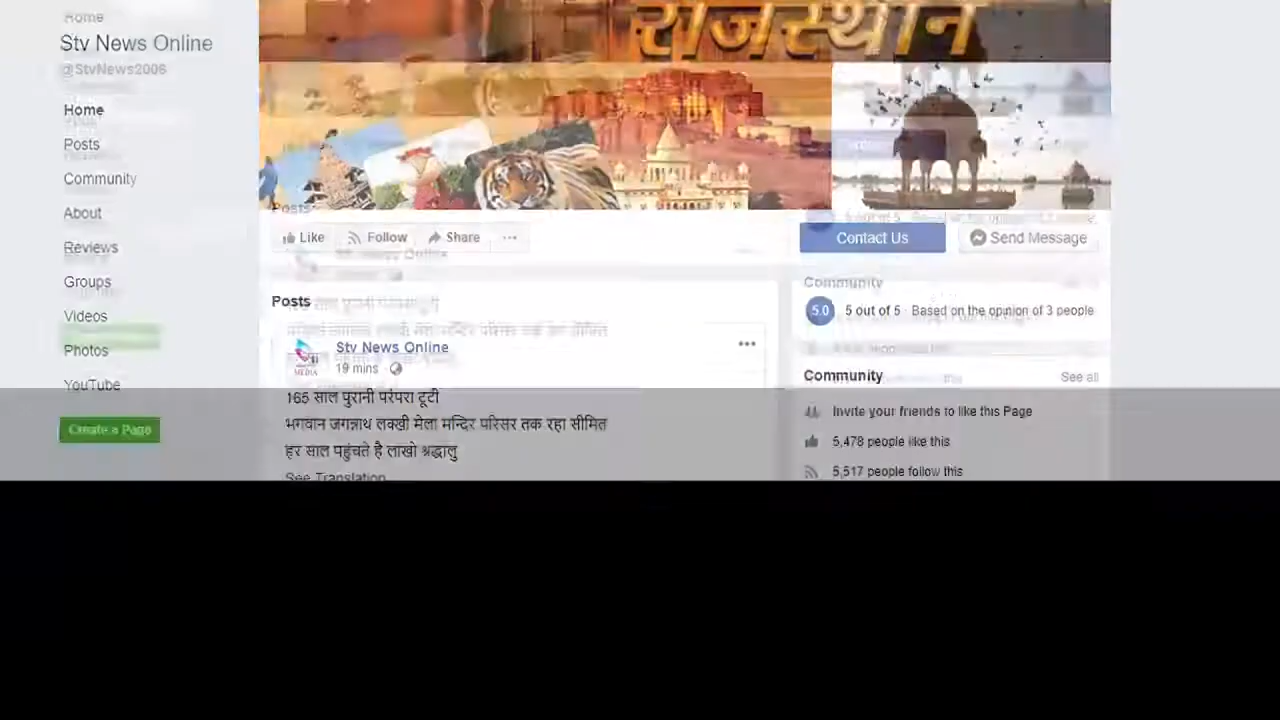 Home
Stv News Online
@StvNews2006
Home
Posts
Community
About
Reviews
Groups
Videos
Photos
YouTube
Create a Page
राजस्थान
Like
Follow
Share
Contact Us
Send Message
Posts
Stv News Online
19 mins
165 साल पुरानी परंपरा टूटी
भगवान जगन्नाथ लक्खी मेला मन्दिर परिसर तक रहा सीमित
हर साल पहुंचते है लाखो श्रद्धालु
See Translation
Community
5.0
5 out of 5 · Based on the opinion of 3 people
Community
See all
Invite your friends to like this Page
5,478 people like this
5,517 people follow this